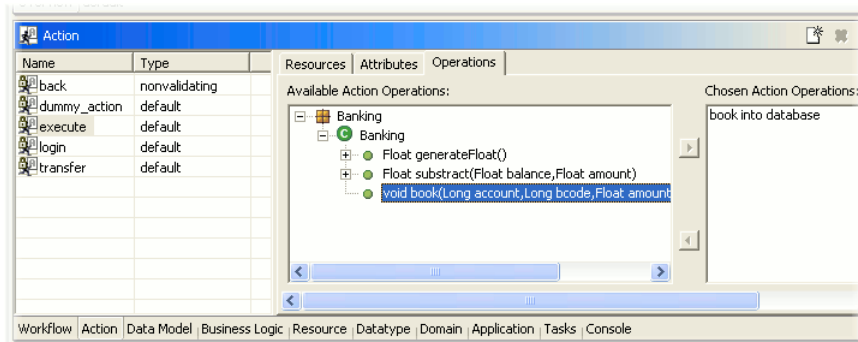 Action
Name Type
back nonvalidating
dummy_action default
execute default
login default
transfer default
Resources Attributes Operations
Available Action Operations:
Banking
Banking
Float generateFloat()
Float substract(Float balance,Float amount)
void book(Long account,Long bcode,Float amount
Chosen Action Operations:
book into database
Workflow Action Data Model Business Logic Resource Datatype Domain Application Tasks Console